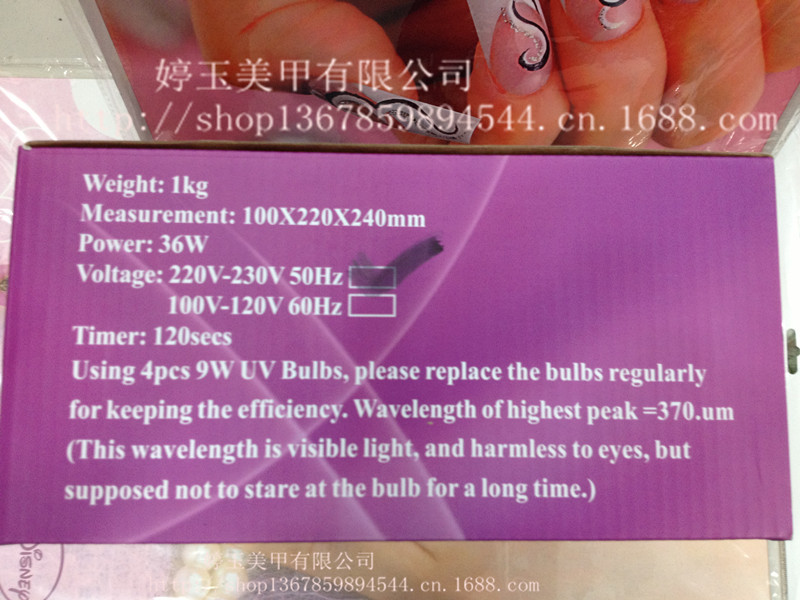 婷玉美甲有限公司
http://shop1367859894544.cn.1688.com
Weight: 1kg
Measurement: 100X220X240mm
Power: 36W
Voltage: 220V-230V 50Hz
100V-120V 60Hz
Timer: 120secs
Using 4pcs 9W UV Bulbs, please replace the bulbs regularly
for keeping the efficiency. Wavelength of highest peak =370.um
(This wavelength is visible light, and harmless to eyes, but
supposed not to stare at the bulb for a long time.)
DISNEY
婷玉美甲有限公司
http://shop1367859894544.cn.1688.com